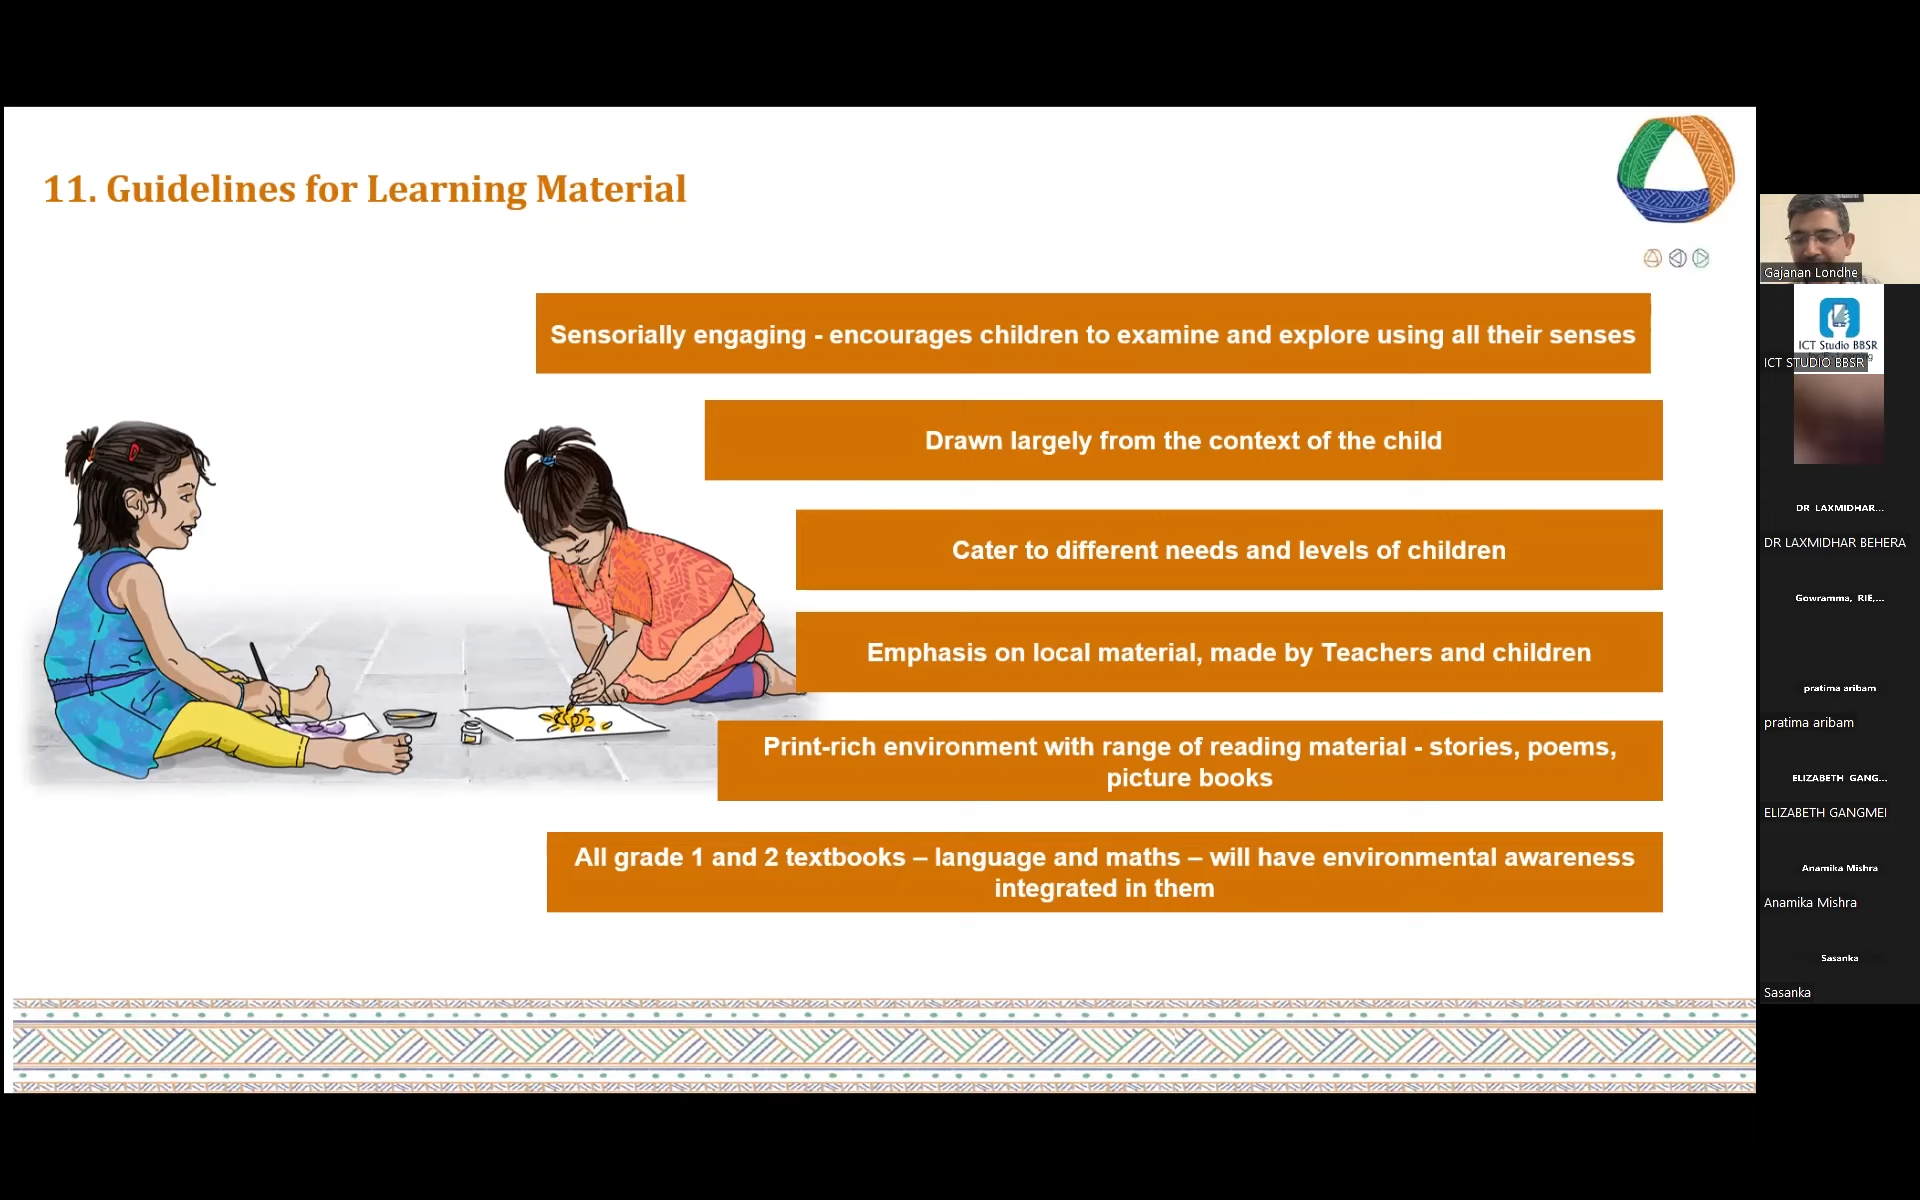 11. Guidelines for Learning Material
Sensorially engaging - encourages children to examine and explore using all their senses
Drawn largely from the context of the child
Cater to different needs and levels of children
Emphasis on local material, made by Teachers and children
Print-rich environment with range of reading material - stories, poems,
picture books
All grade 1 and 2 textbooks – language and maths – will have environmental awareness
integrated in them
Gajanan Londhe
ICT Studio BBSR
ICT STUDIO BBSR
DR LAXMIDHAR...
DR LAXMIDHAR BEHERA
Gowramma, RIE,...
pratima aribam
pratima aribam
ELIZABETH GANG...
ELIZABETH GANGMEI
Anamika Mishra
Anamika Mishra
Sasanka
Sasanka